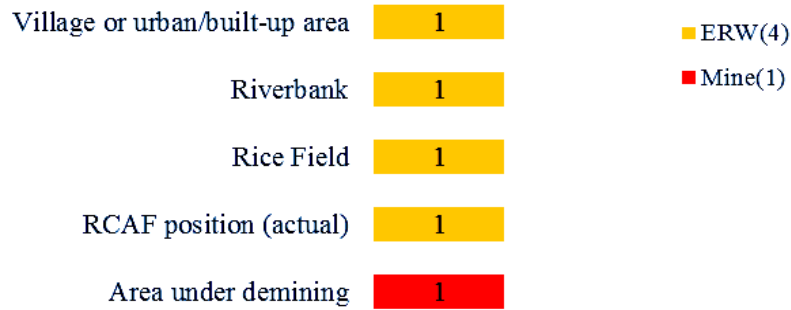 Village or urban/built-up area 1
Riverbank 1
Rice Field 1
RCAF position (actual) 1
Area under demining 1
ERW(4)
Mine(1)